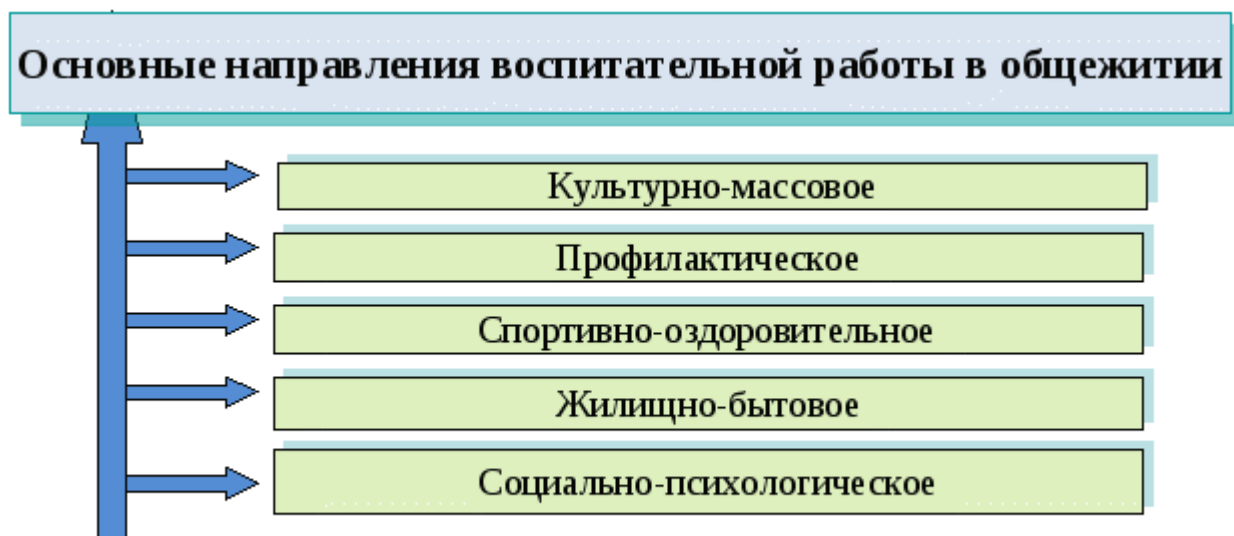 Основные направления воспитательной работы в общежитии
Культурно-массовое
Профилактическое
Спортивно-оздоровительное
Жилищно-бытовое
Социально-психологическое